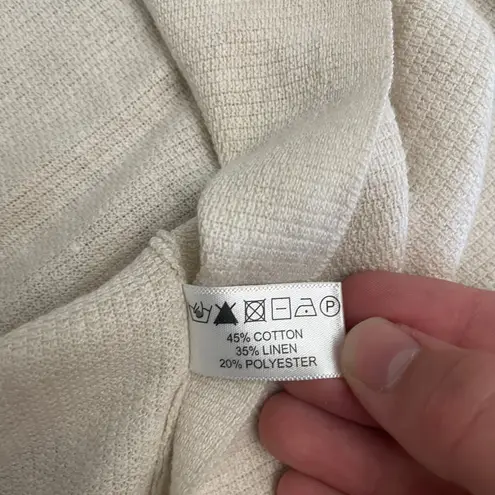 P
45% COTTON
35% LINEN
20% POLYESTER